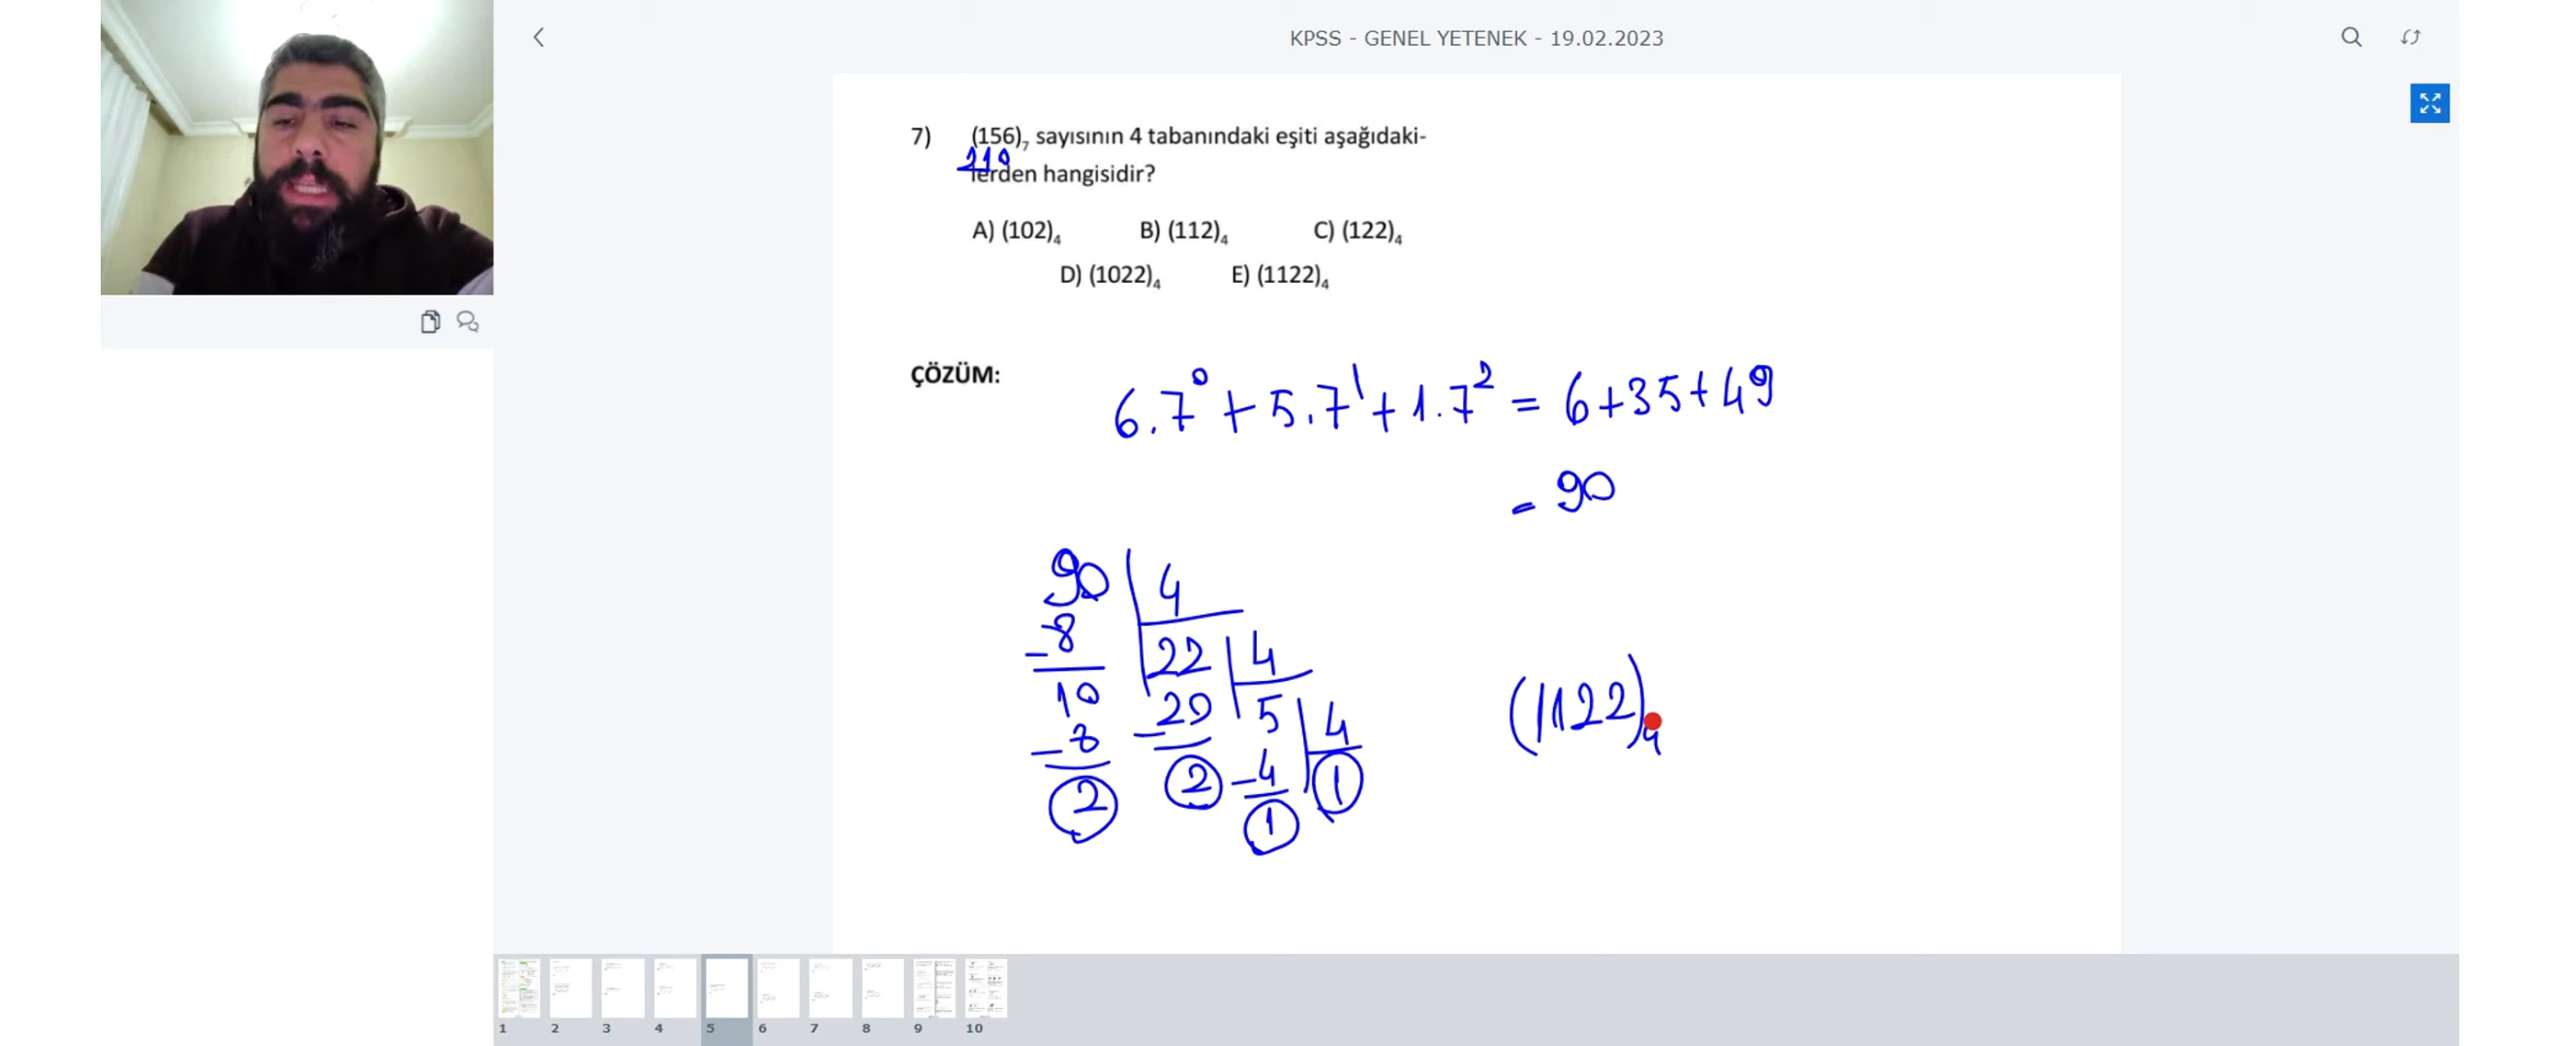 KPSS - GENEL YETENEK - 19.02.2023
7) (156)₇ sayısının 4 tabanındaki eşiti aşağıdaki-
210
lerden hangisidir?
A) (102)₄ B) (112)₄ C) (122)₄
D) (1022)₄ E) (1122)₄
ÇÖZÜM:
6.7⁰ + 5.7¹ + 1.7² = 6+35+49
= 90
90 4
-8 22 4
10 20 5 4
-8 - 2 -4 1
2 1
(1122)₄
1 2 3 4 5 6 7 8 9 10